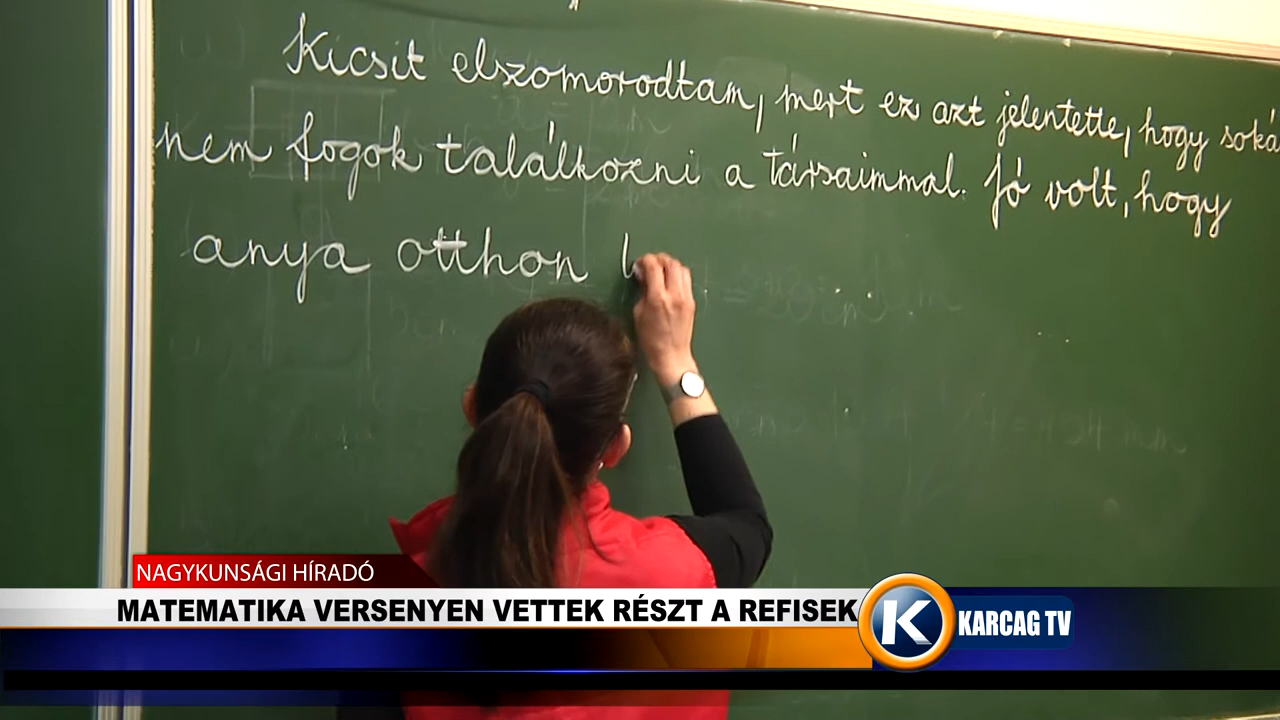 Kicsit elszomorodtam, mert ez azt jelentette, hogy soká
nem fogok találkozni a társaimmal. Jó volt, hogy
anya otthon
NAGYKUNSÁGI HÍRADÓ
MATEMATIKA VERSENYEN VETTEK RÉSZT A REFISEK
K
KARCAG TV